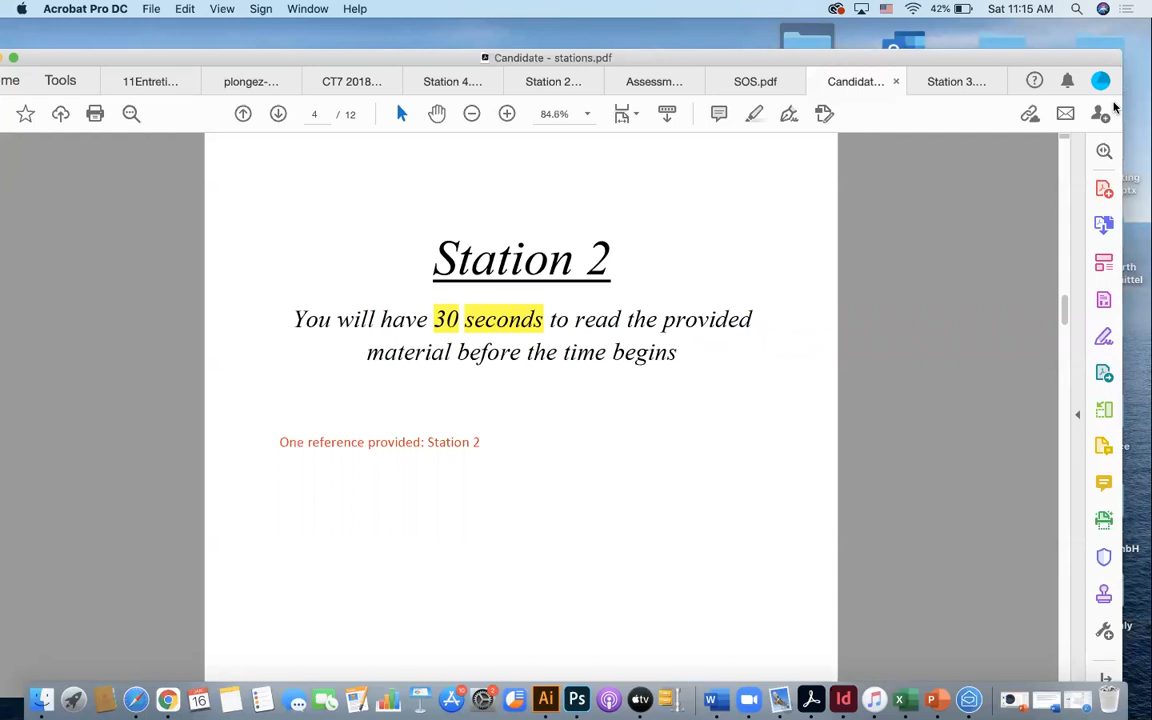 Acrobat Pro DC File Edit View Sign Window Help 42% Sat 11:15 AM
Candidate - stations.pdf
me Tools 11Entreti... plongez-... CT7 2018... Station 4.... Station 2... Assessm... SOS.pdf Candidat... × Station 3....
4 / 12 84.6%
Station 2
You will have 30 seconds to read the provided
material before the time begins
One reference provided: Station 2